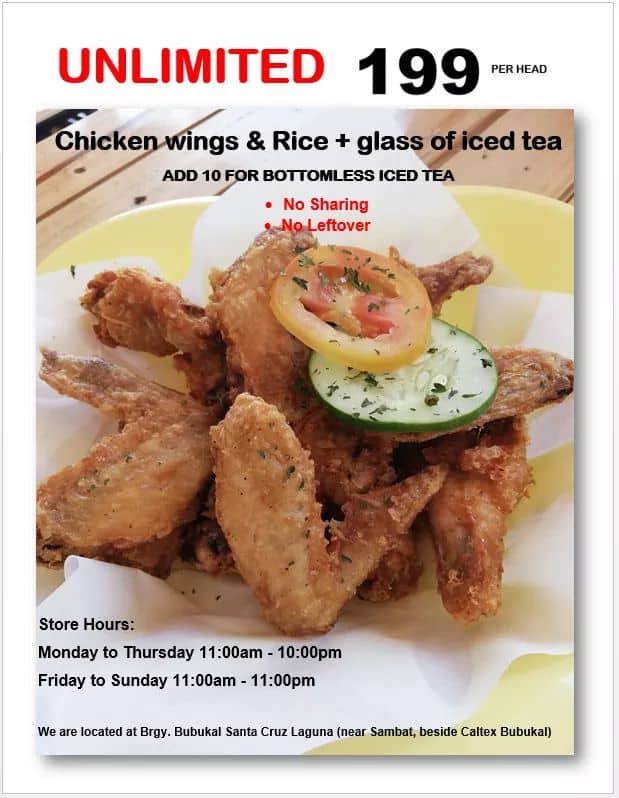 UNLIMITED 199 PER HEAD
Chicken wings & Rice + glass of iced tea
ADD 10 FOR BOTTOMLESS ICED TEA
• No Sharing
• No Leftover
Store Hours:
Monday to Thursday 11:00am - 10:00pm
Friday to Sunday 11:00am - 11:00pm
We are located at Brgy. Bubukal Santa Cruz Laguna (near Sambat, beside Caltex Bubukal)